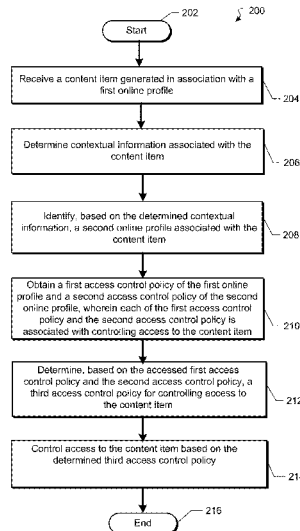 202
200
Start
Receive a content item generated in association with a
first online profile
204
Determine contextual information associated with the
content item
206
Identify, based on the determined contextual
information, a second online profile associated with the
content item
208
Obtain a first access control policy of the first online
profile and a second access control policy of the second
online profile, wherein each of the first access control
policy and the second access control policy is
associated with controlling access to the content item
210
Determine, based on the accessed first access
control policy and the second access control policy, a
third access control policy for controlling access to
the content item
212
Control access to the content item based on the
determined third access control policy
214
End
216